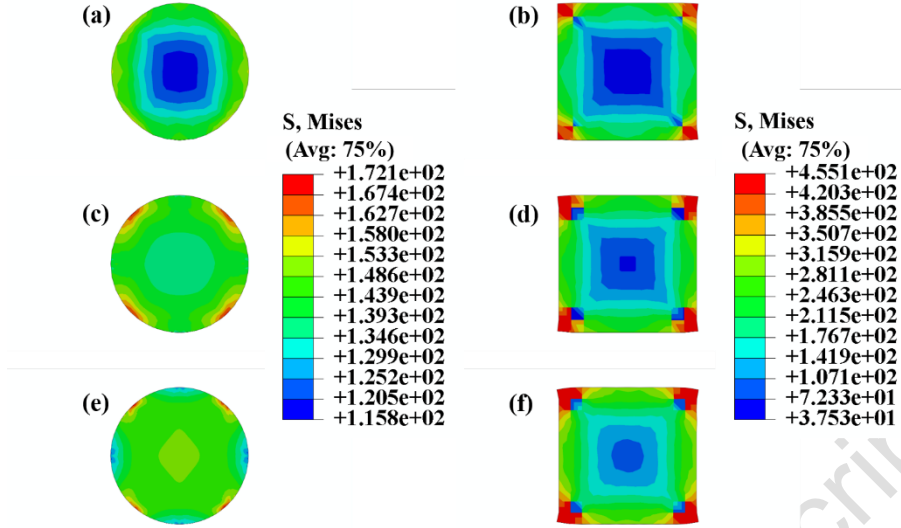 (a)
(b)
S, Mises
(Avg: 75%)
+1.721e+02
+1.674e+02
+1.627e+02
+1.580e+02
+1.533e+02
+1.486e+02
+1.439e+02
+1.393e+02
+1.346e+02
+1.299e+02
+1.252e+02
+1.205e+02
+1.158e+02
S, Mises
(Avg: 75%)
+4.551e+02
+4.203e+02
+3.855e+02
+3.507e+02
+3.159e+02
+2.811e+02
+2.463e+02
+2.115e+02
+1.767e+02
+1.419e+02
+1.071e+02
+7.233e+01
+3.753e+01
(c)
(d)
(e)
(f)